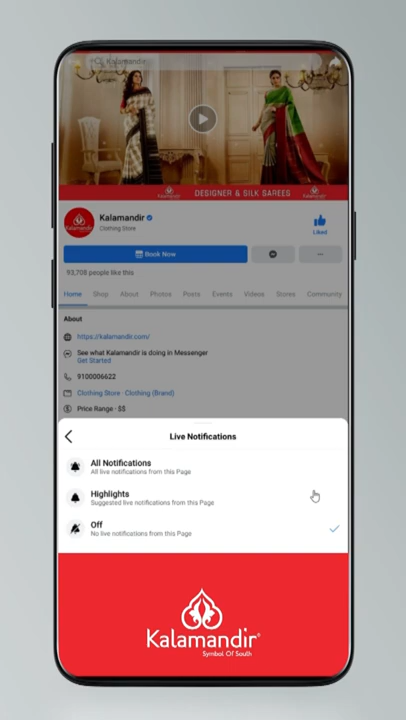 Kalamandir
Kalamandir
DESIGNER & SILK SAREES
Kalamandir
Kalamandir
Kalamandir
Clothing Store
Liked
Book Now
93,708 people like this
Home Shop About Photos Posts Events Videos Stores Community
About
https://kalamandir.com/
See what Kalamandir is doing in Messenger
Get Started
9100006622
Clothing Store · Clothing (Brand)
Price Range · $$
Live Notifications
All Notifications
All live notifications from this Page
Highlights
Suggested live notifications from this Page
Off
No live notifications from this Page
Kalamandir®
Symbol Of South